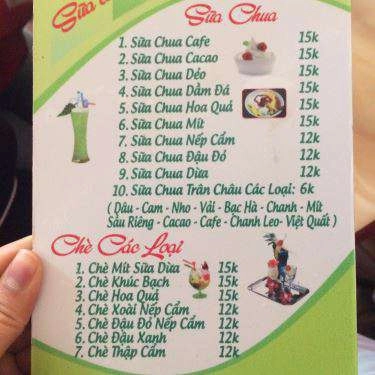 Sữa
Sữa Chua
1. Sữa Chua Cafe 15k
2. Sữa Chua Cacao 15k
3. Sữa Chua Dẻo 15k
4. Sữa Chua Dầm Đá 15k
5. Sữa Chua Hoa Quả 15k
6. Sữa Chua Mít 15k
7. Sữa Chua Nếp Cẩm 12k
8. Sữa Chua Đậu Đỏ 12k
9. Sữa Chua Dừa 12k
10. Sữa Chua Trân Châu Các Loại: 6k
( Dâu - Cam - Nho - Vải - Bạc Hà - Chanh - Mít
Sầu Riêng - Cacao - Cafe - Chanh Leo- Việt Quất )
Chè Các Loại
1. Chè Mít Sữa Dừa 15k
2. Chè Khúc Bạch 15k
3. Chè Hoa Quả 15k
4. Chè Xoài Nếp Cẩm 12k
5. Chè Đậu Đỏ Nếp Cẩm 12k
6. Chè Đậu Xanh 12k
7. Chè Thập Cẩm 12k